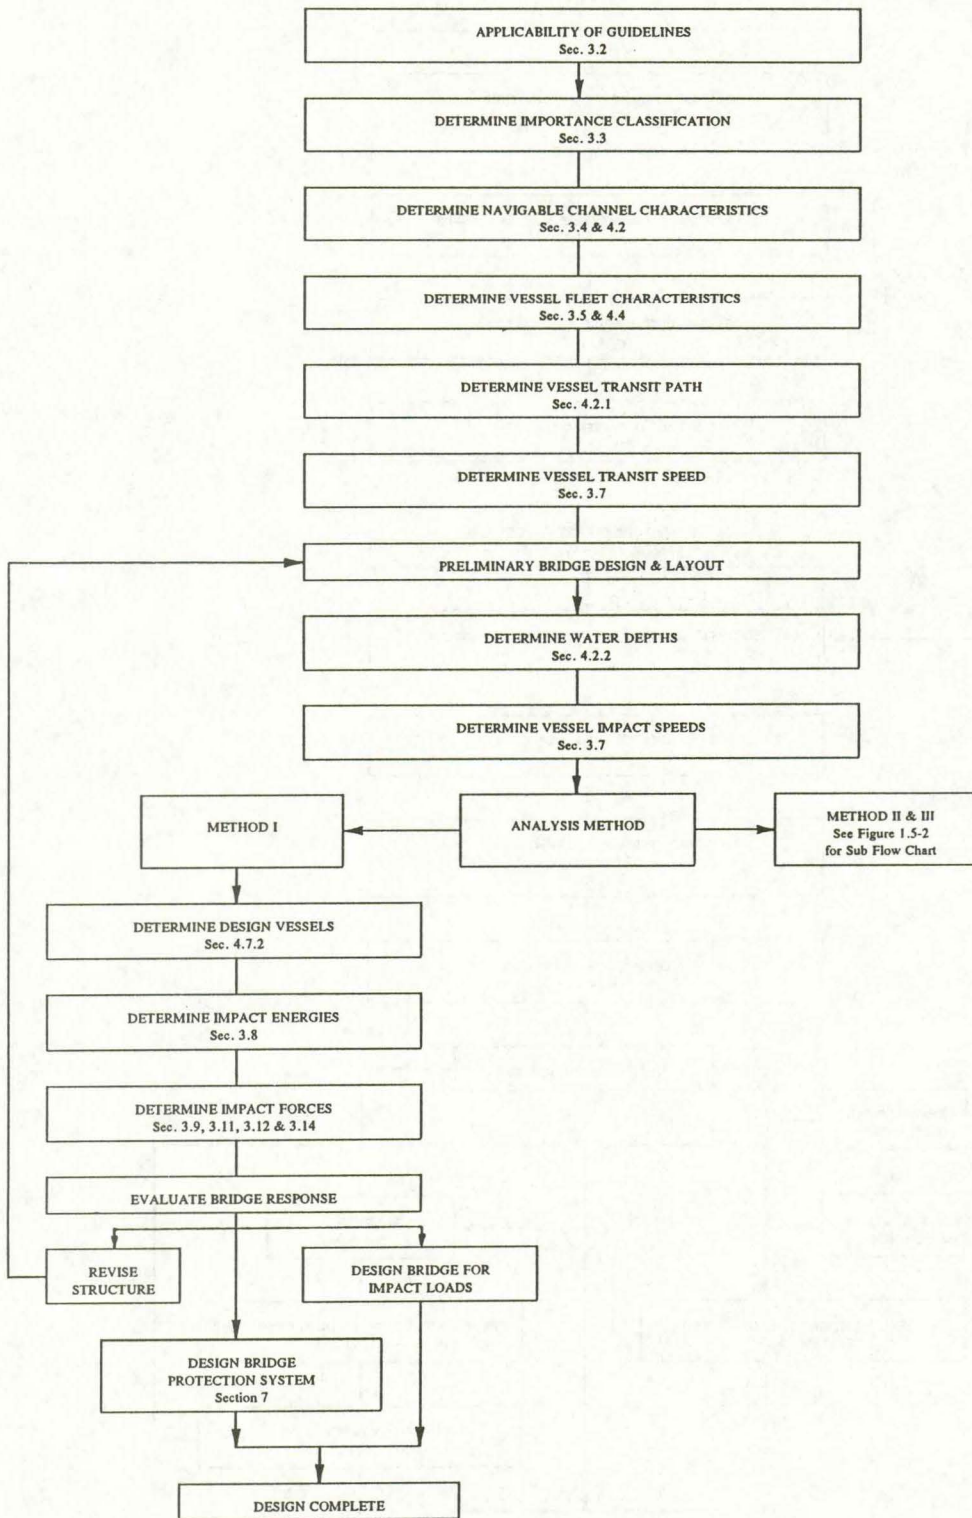 APPLICABILITY OF GUIDELINES
Sec. 3.2
DETERMINE IMPORTANCE CLASSIFICATION
Sec. 3.3
DETERMINE NAVIGABLE CHANNEL CHARACTERISTICS
Sec. 3.4 & 4.2
DETERMINE VESSEL FLEET CHARACTERISTICS
Sec. 3.5 & 4.4
DETERMINE VESSEL TRANSIT PATH
Sec. 4.2.1
DETERMINE VESSEL TRANSIT SPEED
Sec. 3.7
PRELIMINARY BRIDGE DESIGN & LAYOUT
DETERMINE WATER DEPTHS
Sec. 4.2.2
DETERMINE VESSEL IMPACT SPEEDS
Sec. 3.7
METHOD I
ANALYSIS METHOD
METHOD II & III
See Figure 1.5-2
for Sub Flow Chart
DETERMINE DESIGN VESSELS
Sec. 4.7.2
DETERMINE IMPACT ENERGIES
Sec. 3.8
DETERMINE IMPACT FORCES
Sec. 3.9, 3.11, 3.12 & 3.14
EVALUATE BRIDGE RESPONSE
REVISE
STRUCTURE
DESIGN BRIDGE FOR
IMPACT LOADS
DESIGN BRIDGE
PROTECTION SYSTEM
Section 7
DESIGN COMPLETE